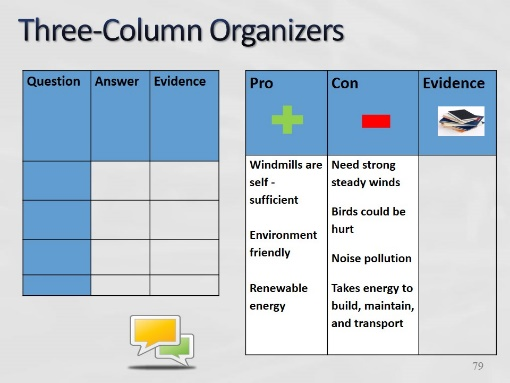 Three-Column Organizers
Question Answer Evidence
Pro Con Evidence
Windmills are
self -
sufficient
Environment
friendly
Renewable
energy
Need strong
steady winds
Birds could be
hurt
Noise pollution
Takes energy to
build, maintain,
and transport
79